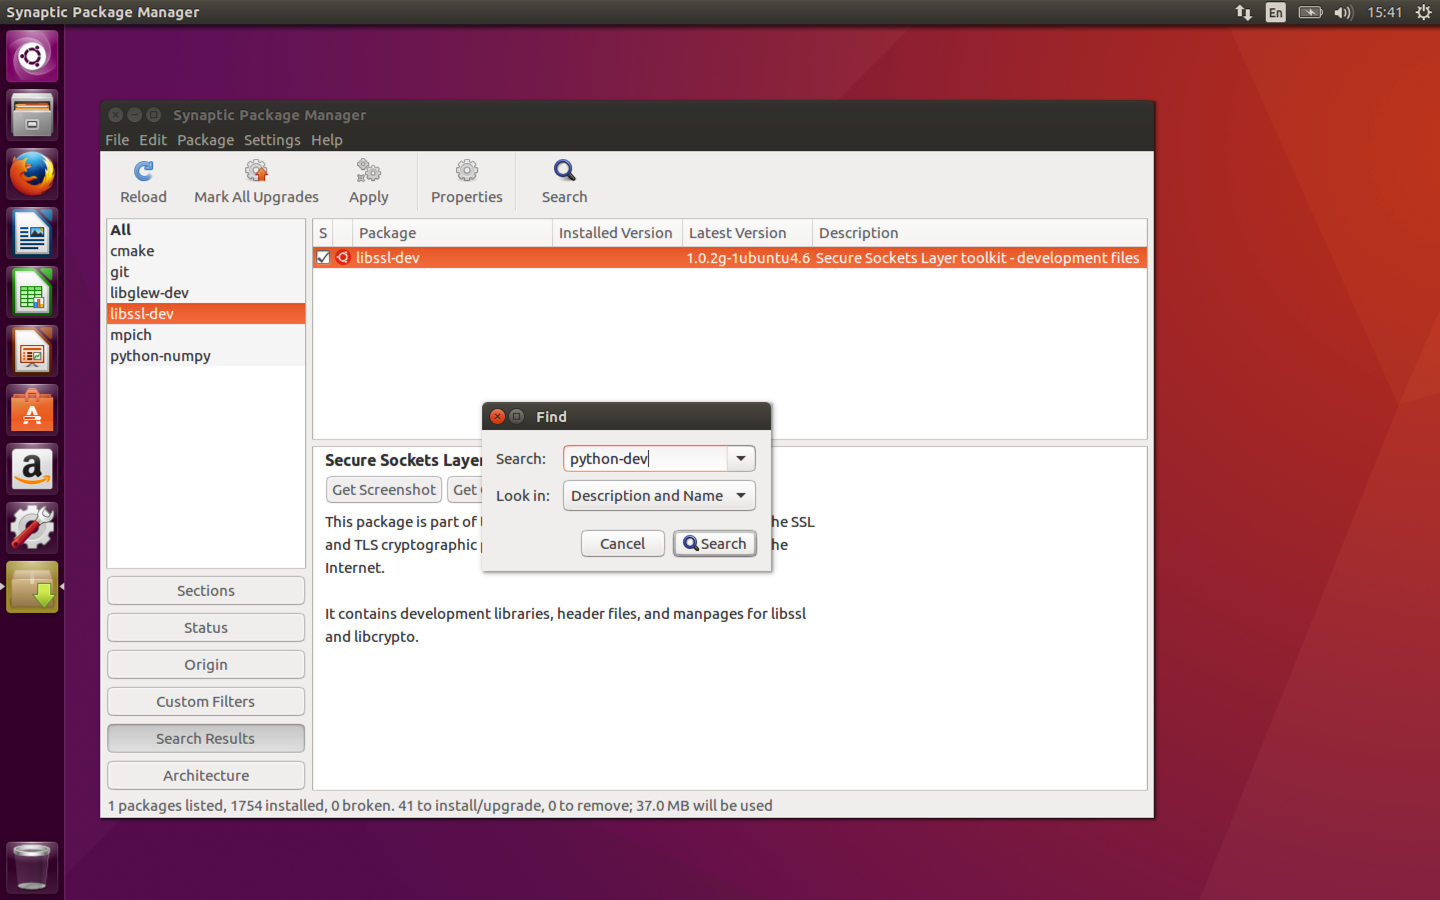 Synaptic Package Manager
En
15:41
Synaptic Package Manager
File Edit Package Settings Help
Reload
Mark All Upgrades
Apply
Properties
Search
All
cmake
git
libglew-dev
libssl-dev
mpich
python-numpy
S Package Installed Version Latest Version Description
libssl-dev 1.0.2g-1ubuntu4.6 Secure Sockets Layer toolkit - development files
Find
Search: python-dev
Look in: Description and Name
Cancel Search
Secure Sockets Layer
Get Screenshot Get
This package is part of he SSL
and TLS cryptographic he
Internet.
It contains development libraries, header files, and manpages for libssl
and libcrypto.
Sections
Status
Origin
Custom Filters
Search Results
Architecture
1 packages listed, 1754 installed, 0 broken. 41 to install/upgrade, 0 to remove; 37.0 MB will be used